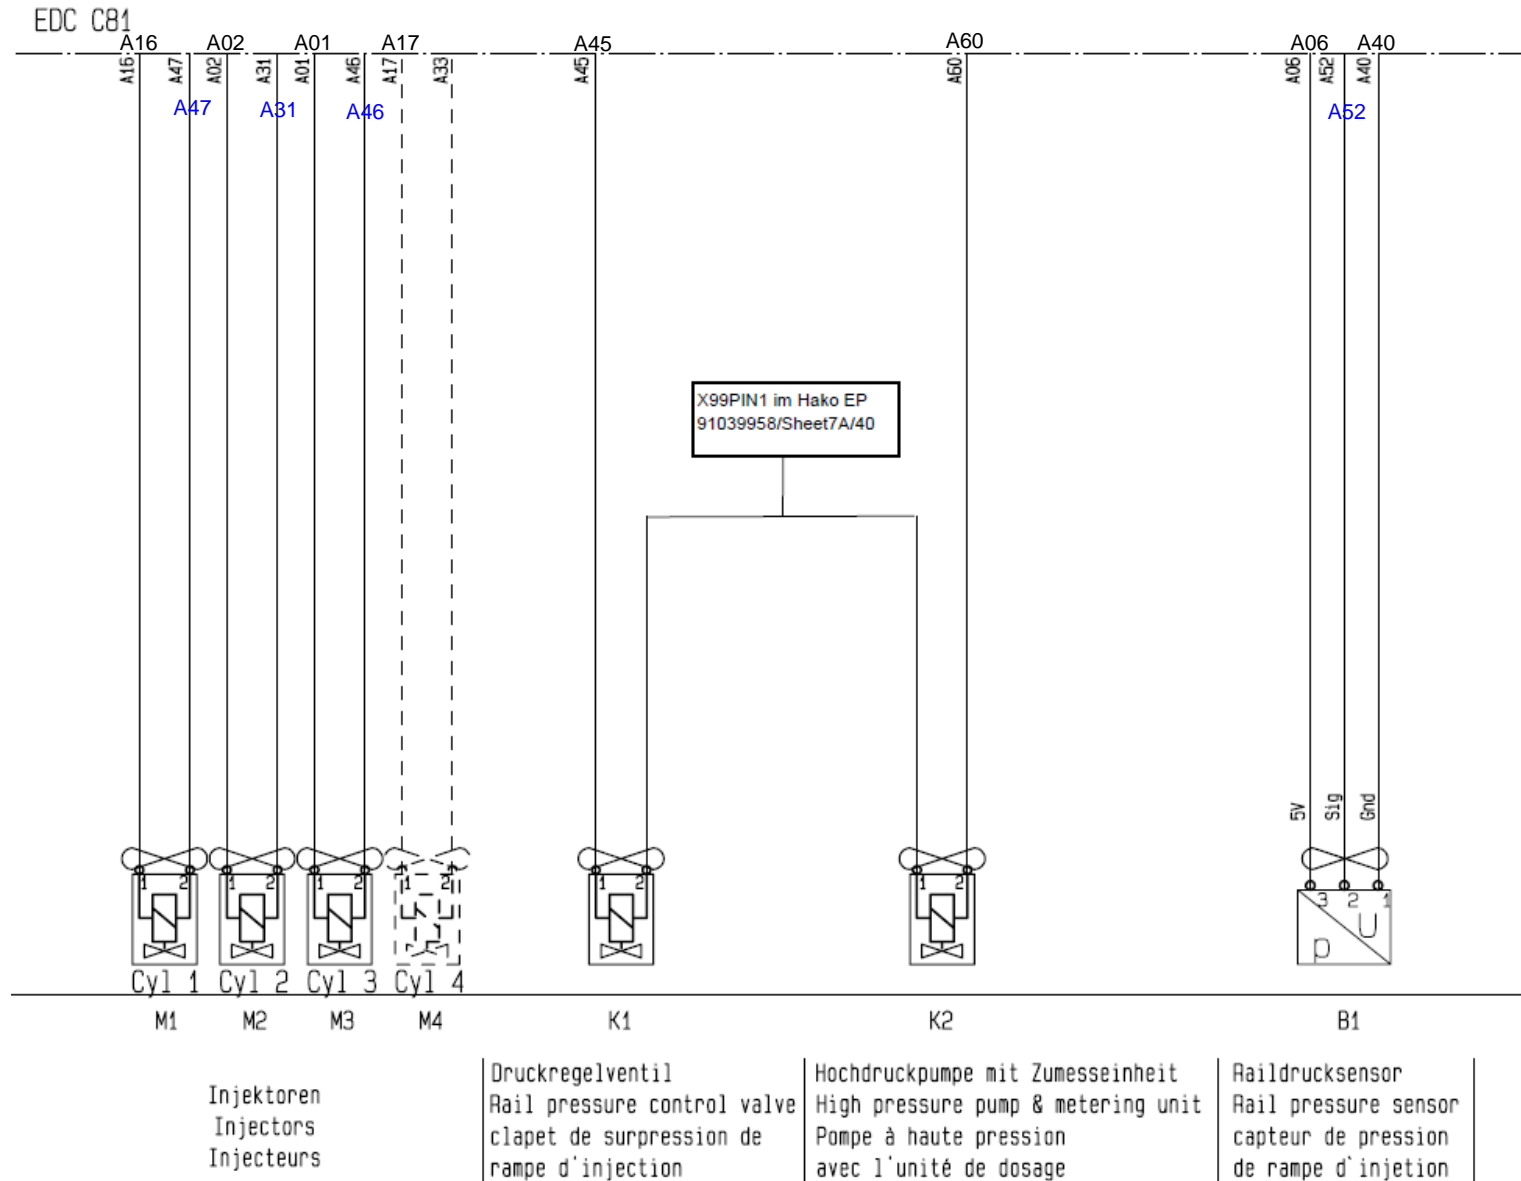 EDC C81
A16 A02 A01 A17 A45 A60 A06 A40
A16 A47 A02 A31 A01 A46 A17 A33 A45 A60 A06 A52 A40
A47 A31 A46 A52
X99PIN1 im Hako EP
91039958/Sheet7A/40
5V Sig Gnd
1 2 1 2 1 2 1 2 1 2 1 2 3 2 1
p U
Cyl 1 Cyl 2 Cyl 3 Cyl 4
M1 M2 M3 M4 K1 K2 B1
Injektoren
Injectors
Injecteurs
Druckregelventil
Rail pressure control valve
clapet de surpression de
rampe d'injection
Hochdruckpumpe mit Zumesseinheit
High pressure pump & metering unit
Pompe à haute pression
avec l'unité de dosage
Raildrucksensor
Rail pressure sensor
capteur de pression
de rampe d'injetion